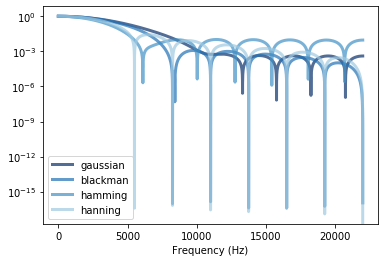 10⁰
10⁻³
10⁻⁶
10⁻⁹
10⁻¹²
10⁻¹⁵
gaussian
blackman
hamming
hanning
0 5000 10000 15000 20000
Frequency (Hz)